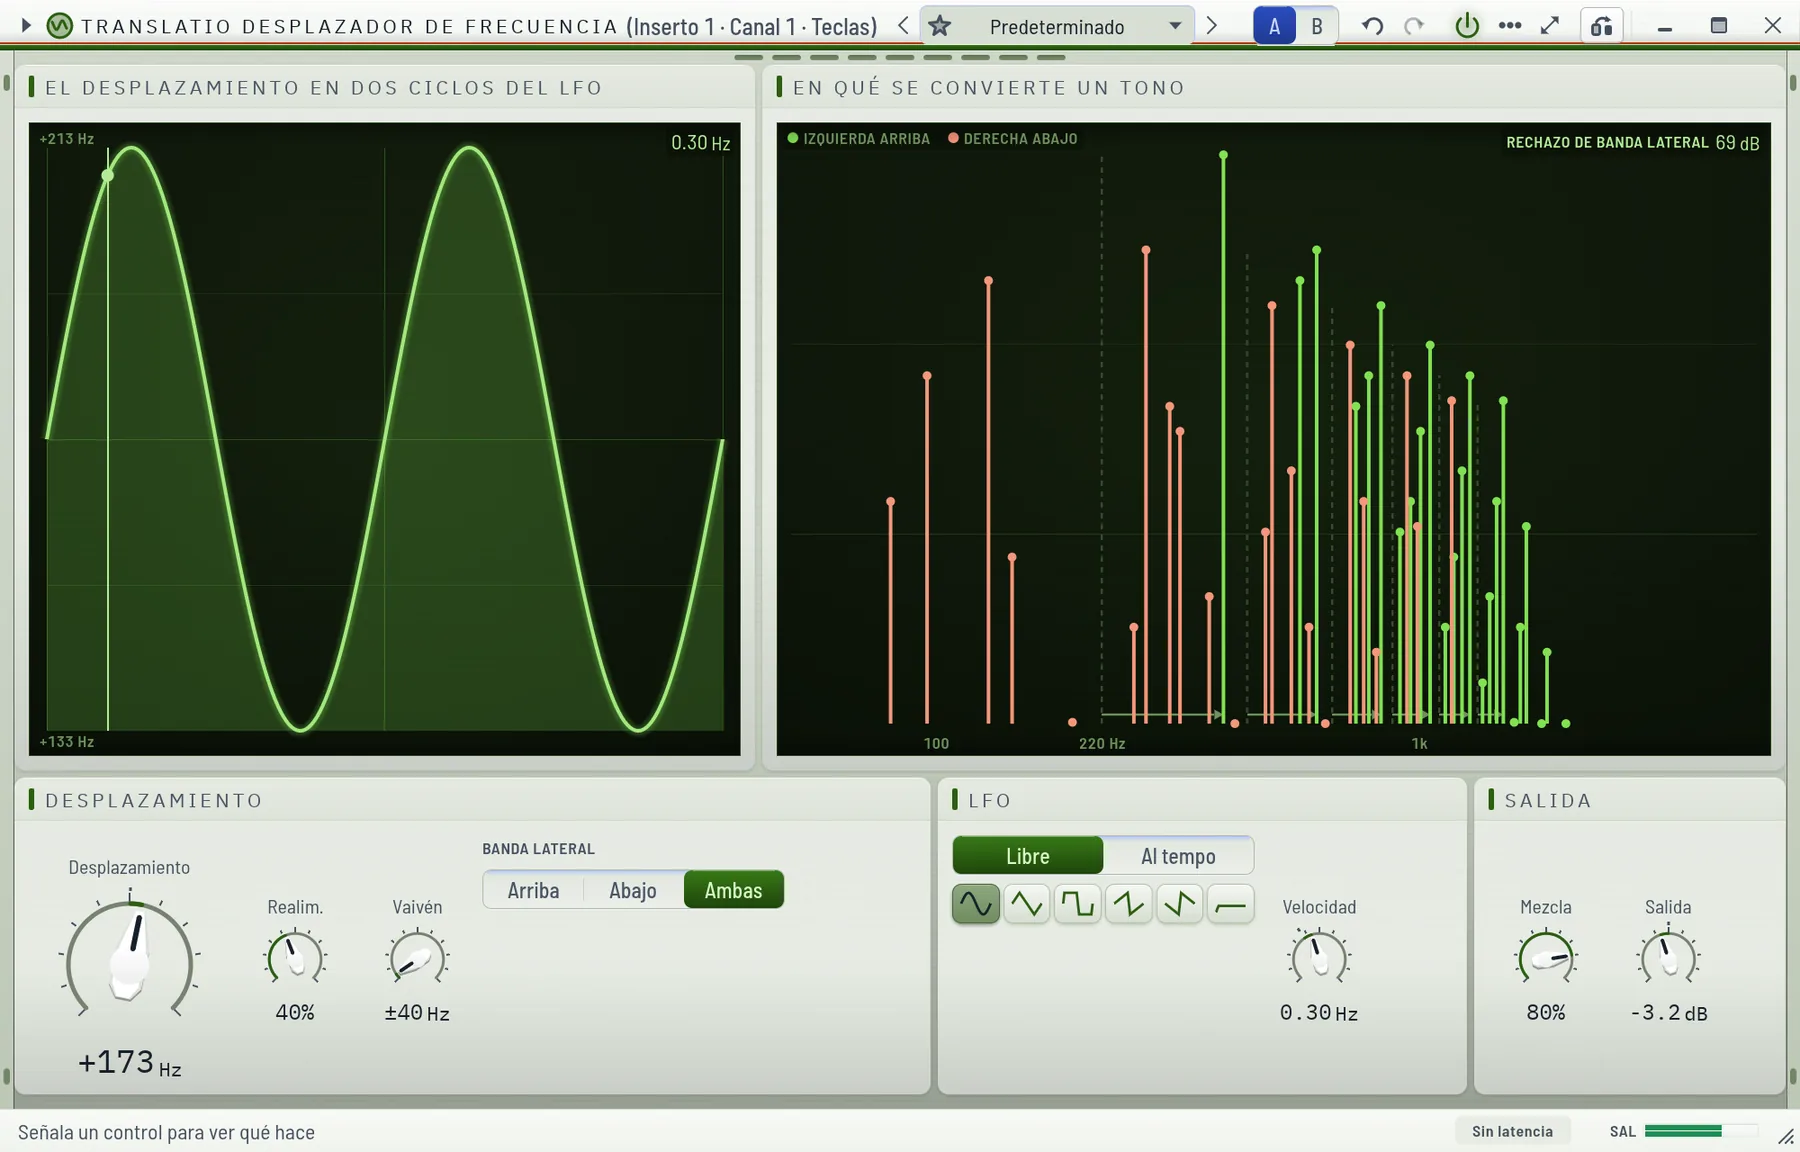 TRANSLATIO DESPLAZADOR DE FRECUENCIA (Inserto 1 · Canal 1 · Teclas)
Predeterminado
A B
EL DESPLAZAMIENTO EN DOS CICLOS DEL LFO
+213 Hz
0.30 Hz
+133 Hz
EN QUÉ SE CONVIERTE UN TONO
IZQUIERDA ARRIBA
DERECHA ABAJO
RECHAZO DE BANDA LATERAL 69 dB
100
220 Hz
1k
DESPLAZAMIENTO
Desplazamiento
+173 Hz
Realim.
40%
Vaivén
±40 Hz
BANDA LATERAL
Arriba
Abajo
Ambas
LFO
Libre
Al tempo
Velocidad
0.30 Hz
SALIDA
Mezcla
80%
Salida
-3.2 dB
Señala un control para ver qué hace
Sin latencia
SAL